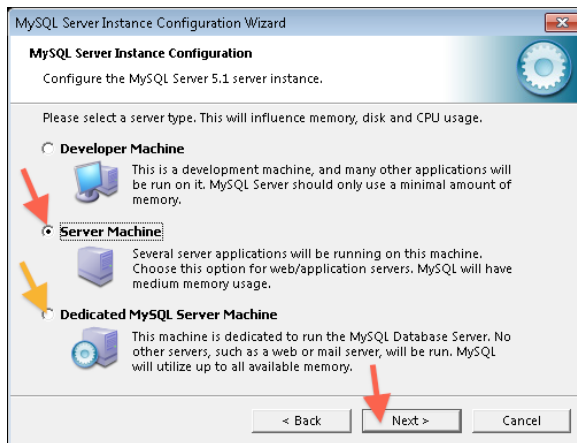 MySQL Server Instance Configuration Wizard
MySQL Server Instance Configuration
Configure the MySQL Server 5.1 server instance.
Please select a server type. This will influence memory, disk and CPU usage.
Developer Machine
This is a development machine, and many other applications will
be run on it. MySQL Server should only use a minimal amount of
memory.
Server Machine
Several server applications will be running on this machine.
Choose this option for web/application servers. MySQL will have
medium memory usage.
Dedicated MySQL Server Machine
This machine is dedicated to run the MySQL Database Server. No
other servers, such as a web or mail server, will be run. MySQL
will utilize up to all available memory.
< Back Next > Cancel